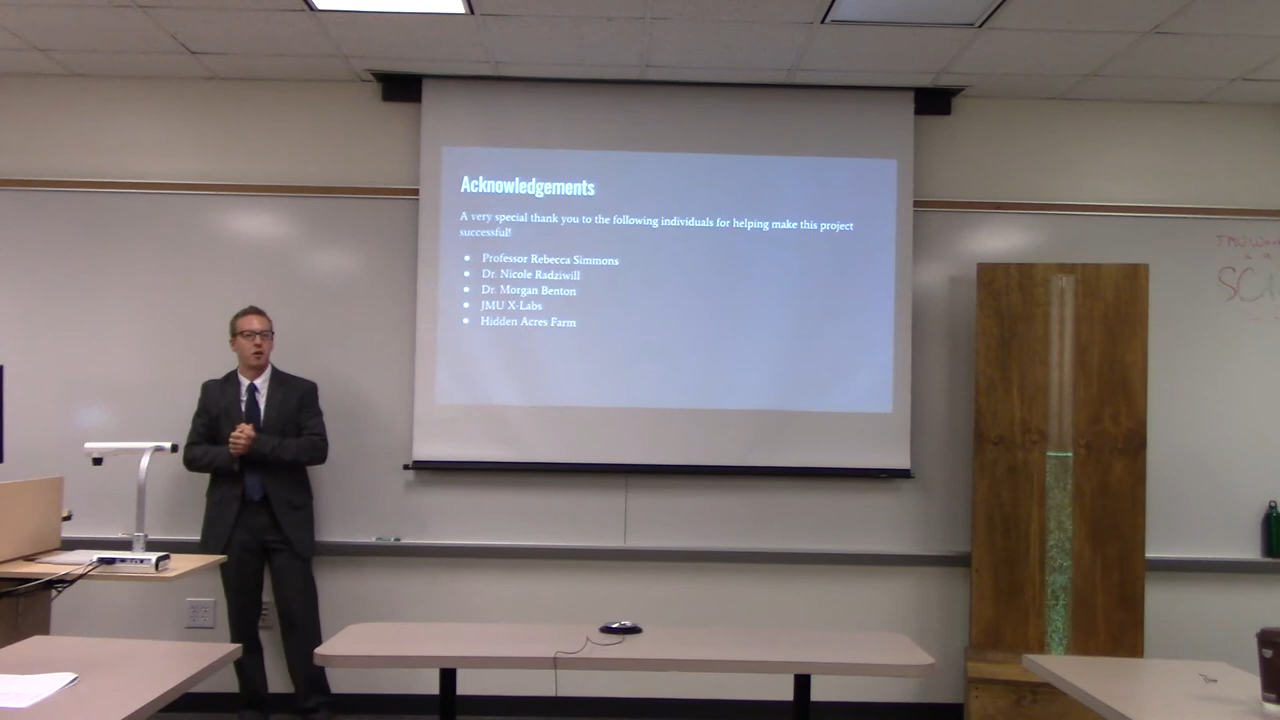 Acknowledgements
A very special thank you to the following individuals for helping make this project
successful!
● Professor Rebecca Simmons
● Dr. Nicole Radziwill
● Dr. Morgan Benton
● JMU X-Labs
● Hidden Acres Farm